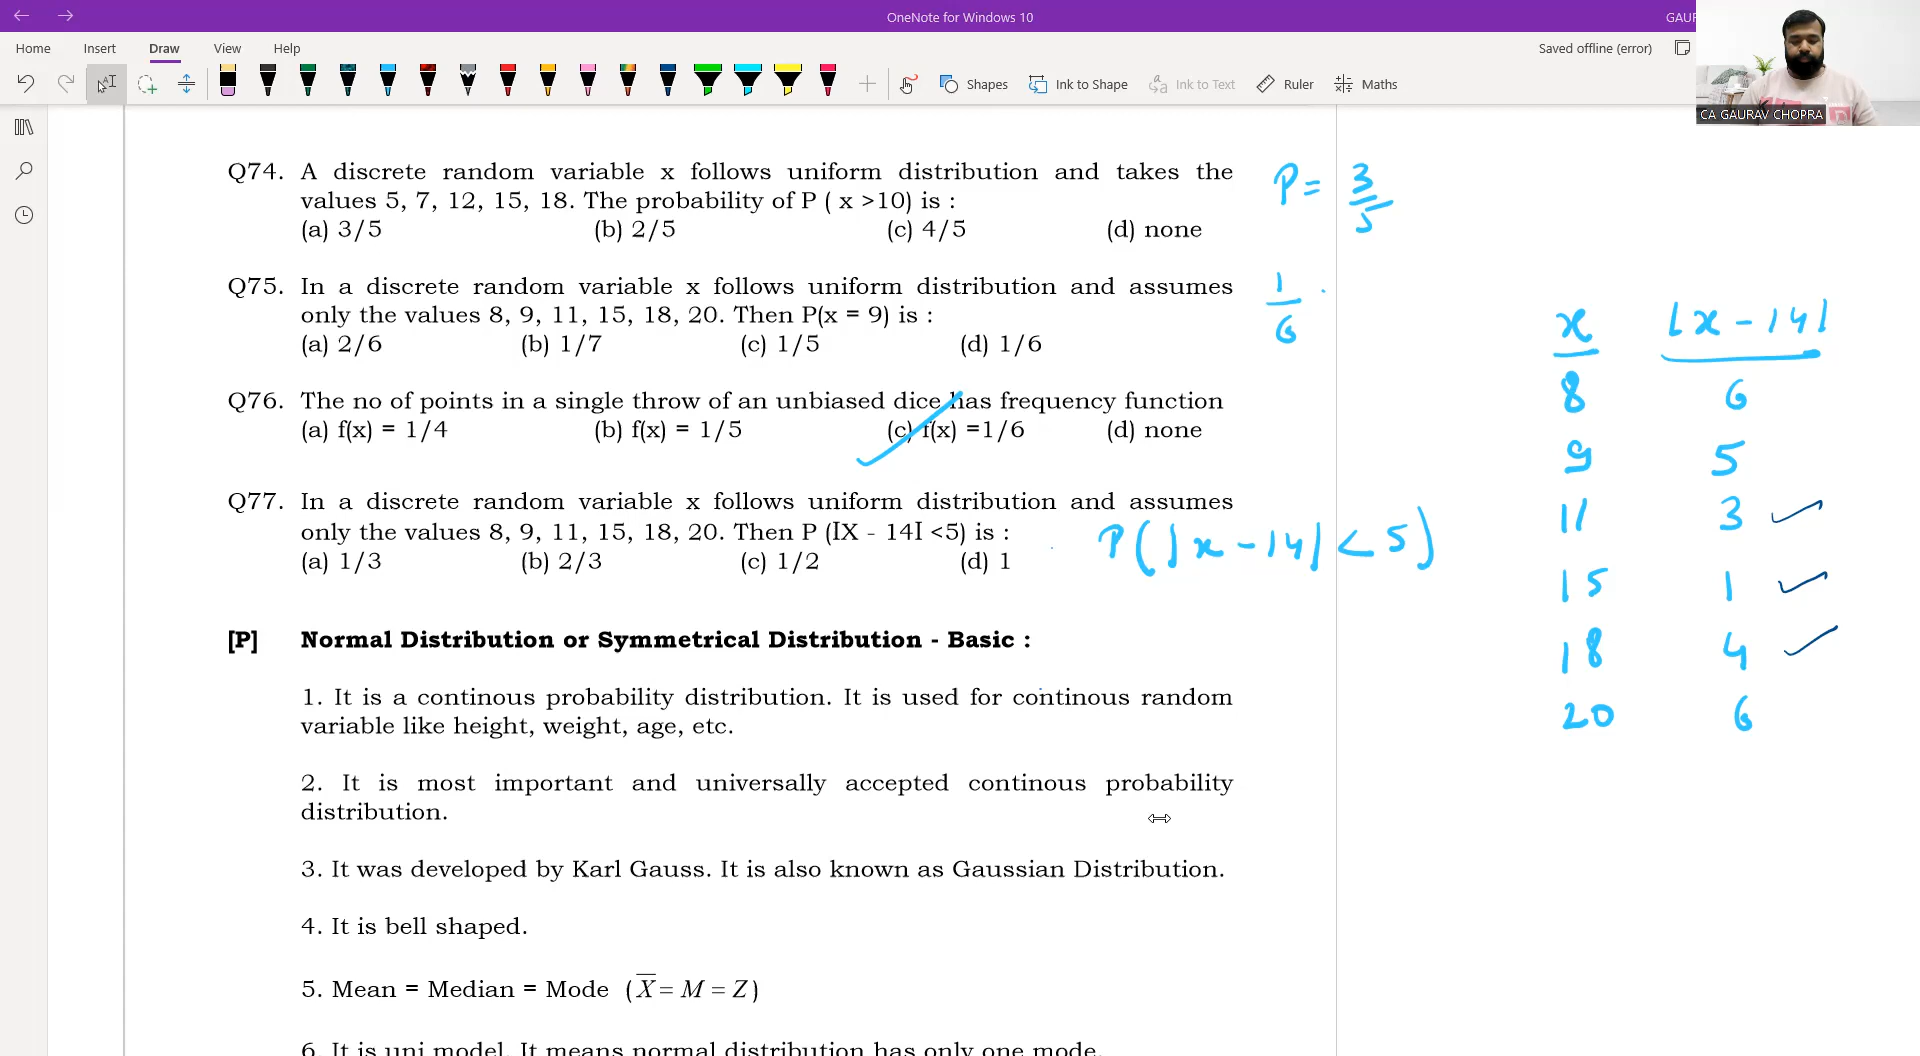 OneNote for Windows 10
GAUR
Home Insert Draw View Help
Saved offline (error)
Shapes Ink to Shape Ink to Text Ruler Maths
CA GAURAV CHOPRA
Q74. A discrete random variable x follows uniform distribution and takes the
values 5, 7, 12, 15, 18. The probability of P ( x >10) is :
(a) 3/5 (b) 2/5 (c) 4/5 (d) none
P = 3/5
Q75. In a discrete random variable x follows uniform distribution and assumes
only the values 8, 9, 11, 15, 18, 20. Then P(x = 9) is :
(a) 2/6 (b) 1/7 (c) 1/5 (d) 1/6
1/6
Q76. The no of points in a single throw of an unbiased dice has frequency function
(a) f(x) = 1/4 (b) f(x) = 1/5 (c) f(x) =1/6 (d) none
Q77. In a discrete random variable x follows uniform distribution and assumes
only the values 8, 9, 11, 15, 18, 20. Then P (IX - 14I <5) is :
(a) 1/3 (b) 2/3 (c) 1/2 (d) 1
P(|x-14| < 5)
x |x-14|
8 6
9 5
11 3 ✓
15 1 ✓
18 4 ✓
20 6
[P] Normal Distribution or Symmetrical Distribution - Basic :
1. It is a continous probability distribution. It is used for continous random
variable like height, weight, age, etc.
2. It is most important and universally accepted continous probability
distribution.
3. It was developed by Karl Gauss. It is also known as Gaussian Distribution.
4. It is bell shaped.
5. Mean = Median = Mode (X̅ = M = Z)
6. It is uni model. It means normal distribution has only one mode.